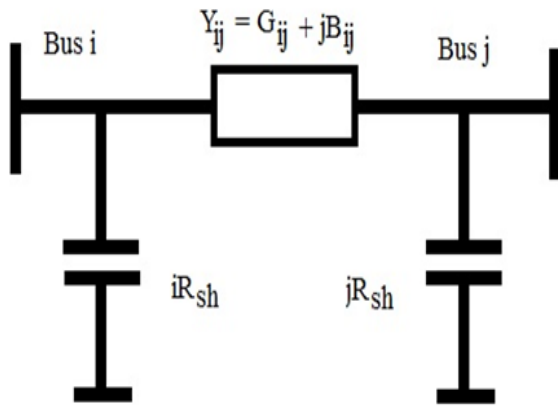 Y_ij = G_ij + jB_ij
Bus i
Bus j
iR_sh
jR_sh